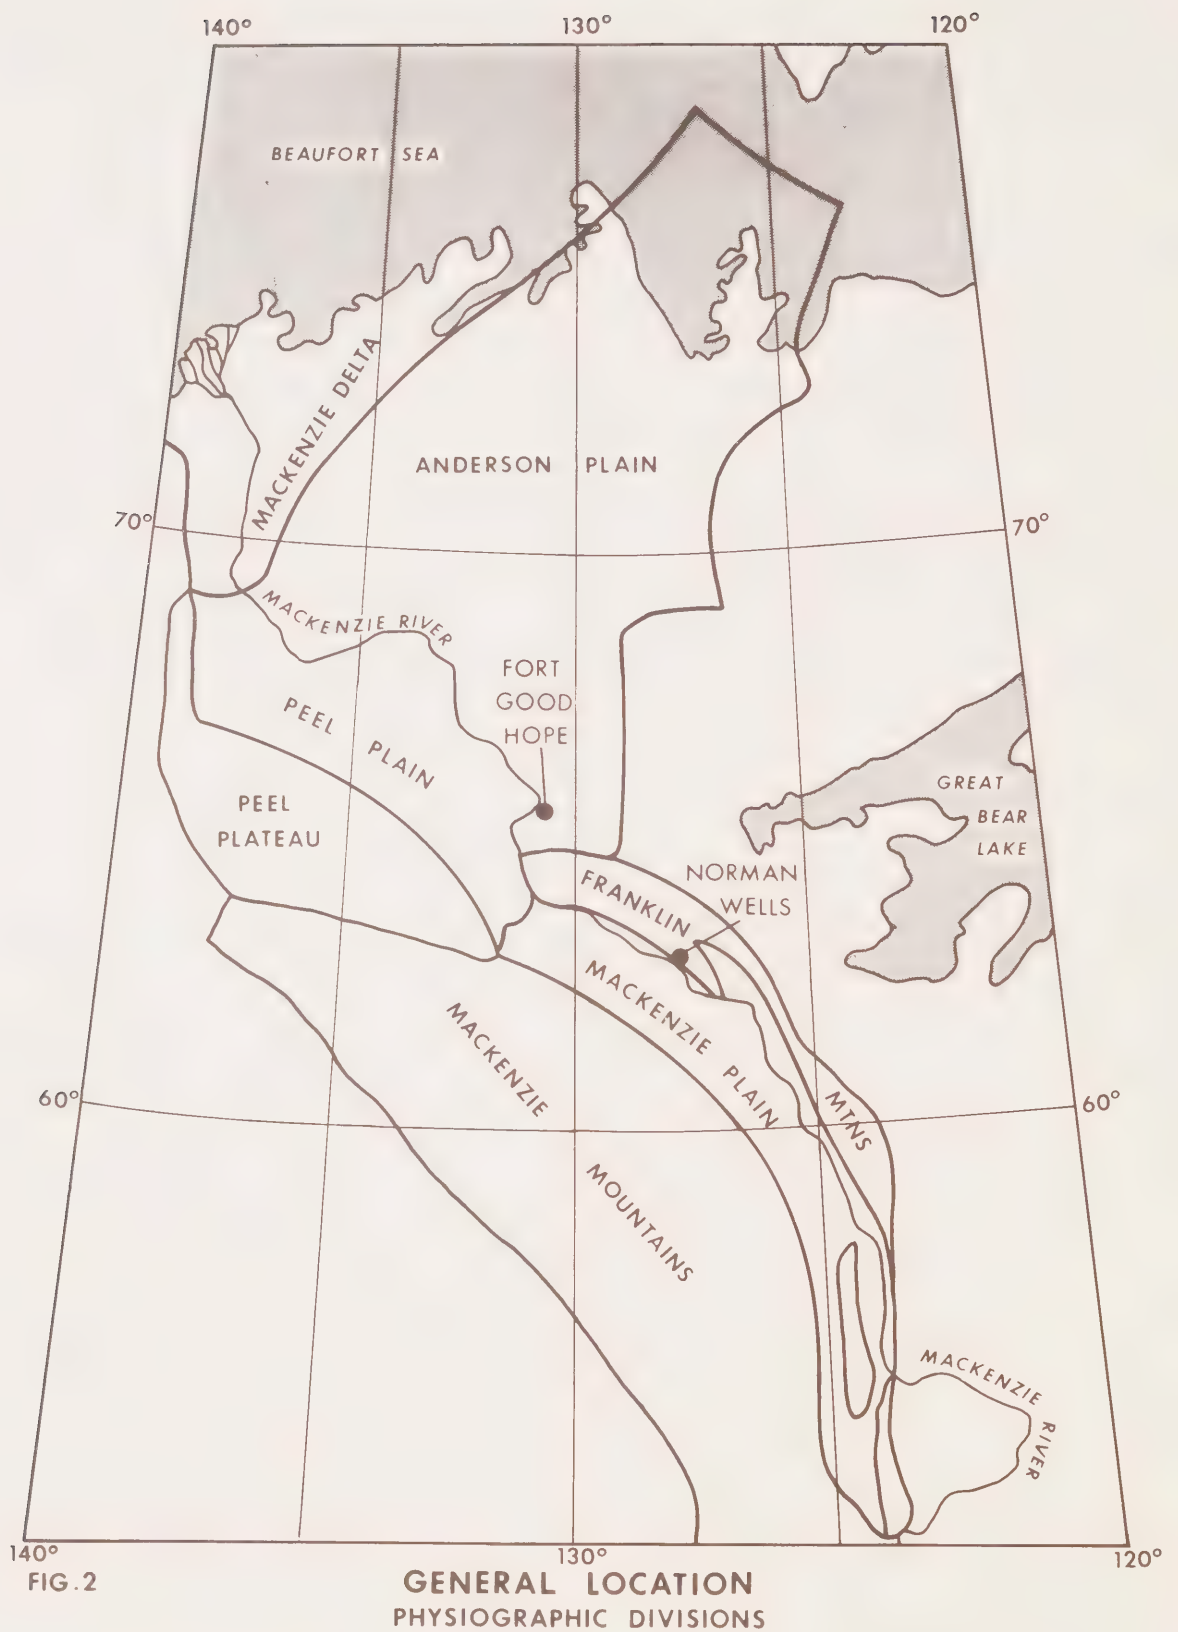 140° 130° 120°
BEAUFORT SEA
MACKENZIE DELTA
ANDERSON PLAIN
70° 70°
MACKENZIE RIVER
FORT
GOOD
HOPE
PEEL PLAIN
PEEL
PLATEAU
GREAT
BEAR
LAKE
NORMAN
WELLS
FRANKLIN
MTNS
MACKENZIE PLAIN
MACKENZIE
MOUNTAINS
60° 60°
MACKENZIE RIVER
140° 130° 120°
FIG. 2
GENERAL LOCATION
PHYSIOGRAPHIC DIVISIONS